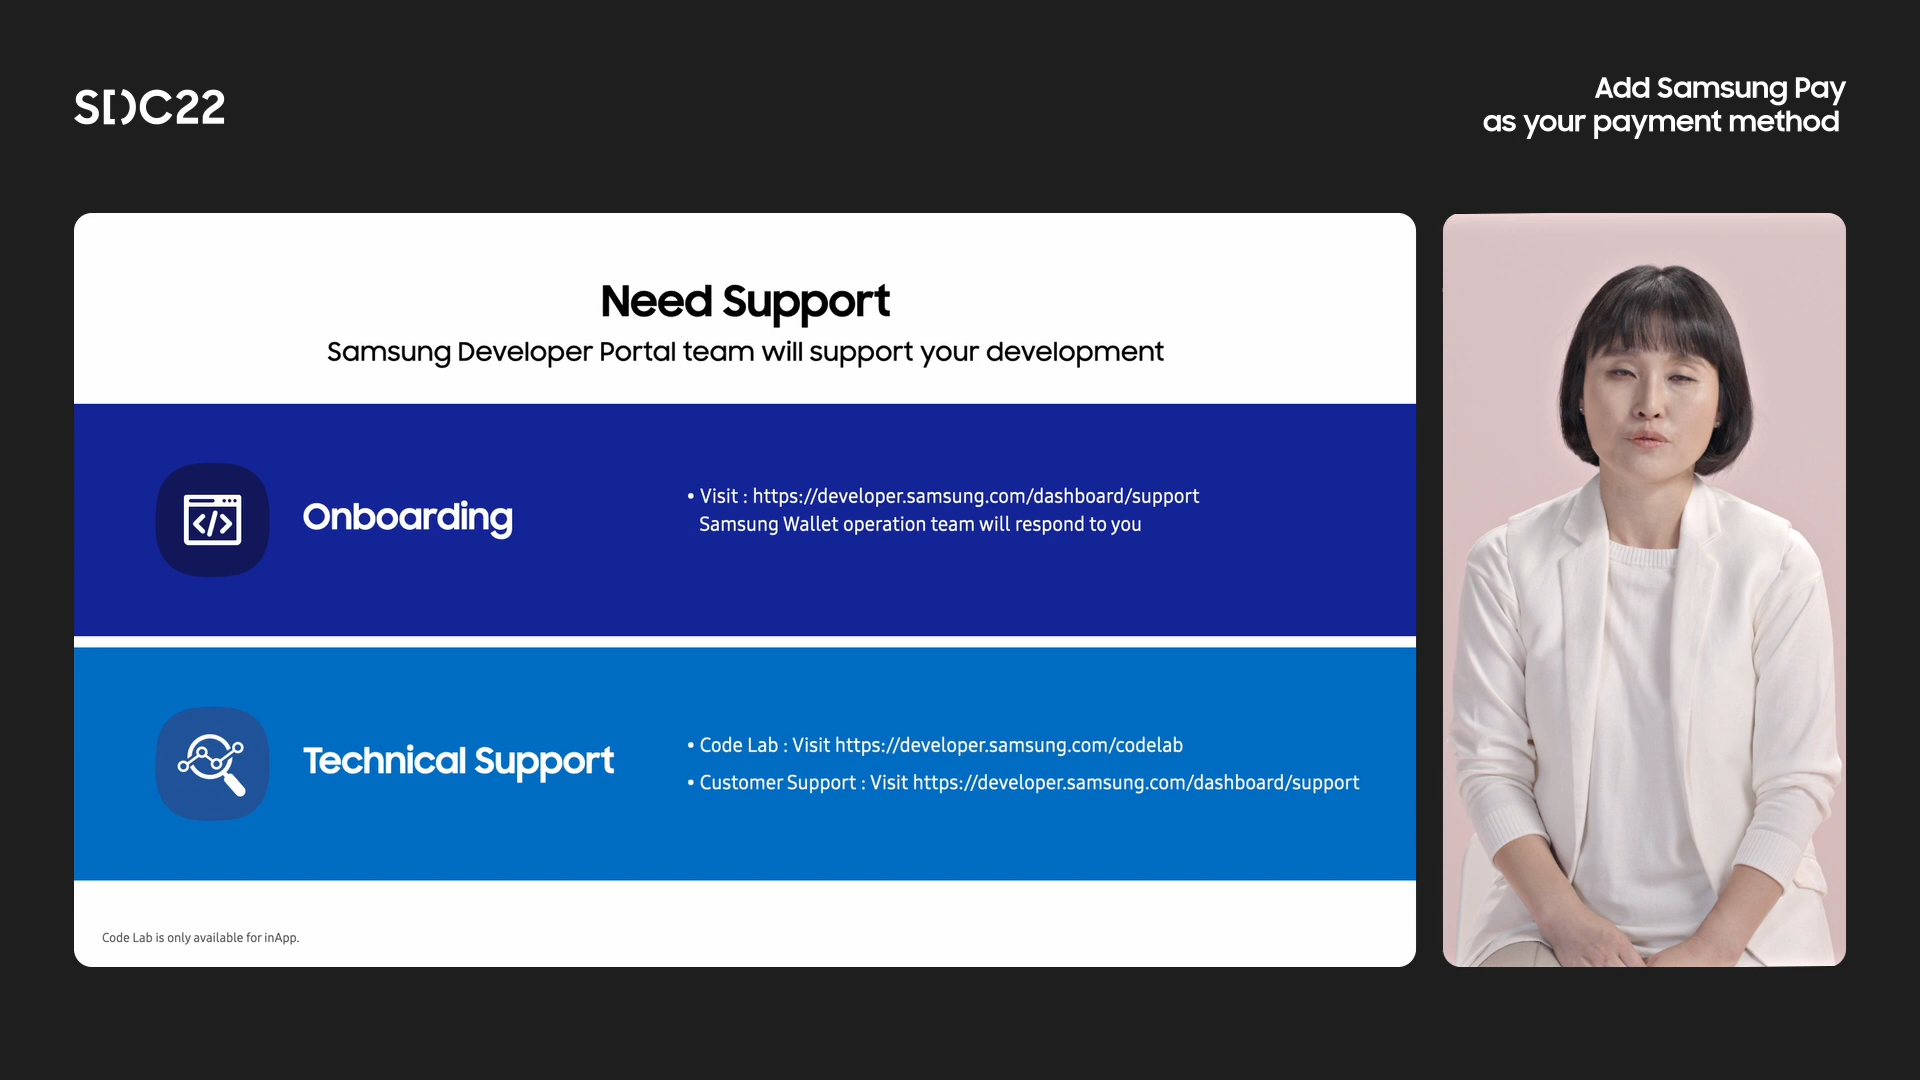 SDC22
Add Samsung Pay
as your payment method
Need Support
Samsung Developer Portal team will support your development
Onboarding
• Visit : https://developer.samsung.com/dashboard/support
Samsung Wallet operation team will respond to you
Technical Support
• Code Lab : Visit https://developer.samsung.com/codelab
• Customer Support : Visit https://developer.samsung.com/dashboard/support
Code Lab is only available for inApp.